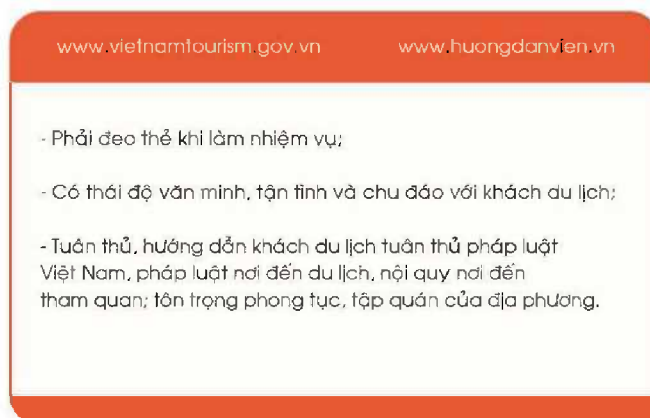 www.vietnamtourism.gov.vn www.huongdanvien.vn
- Phải đeo thẻ khi làm nhiệm vụ;
- Có thái độ văn minh, tận tình và chu đáo với khách du lịch;
- Tuân thủ, hướng dẫn khách du lịch tuân thủ pháp luật
Việt Nam, pháp luật nơi đến du lịch, nội quy nơi đến
tham quan; tôn trọng phong tục, tập quán của địa phương.